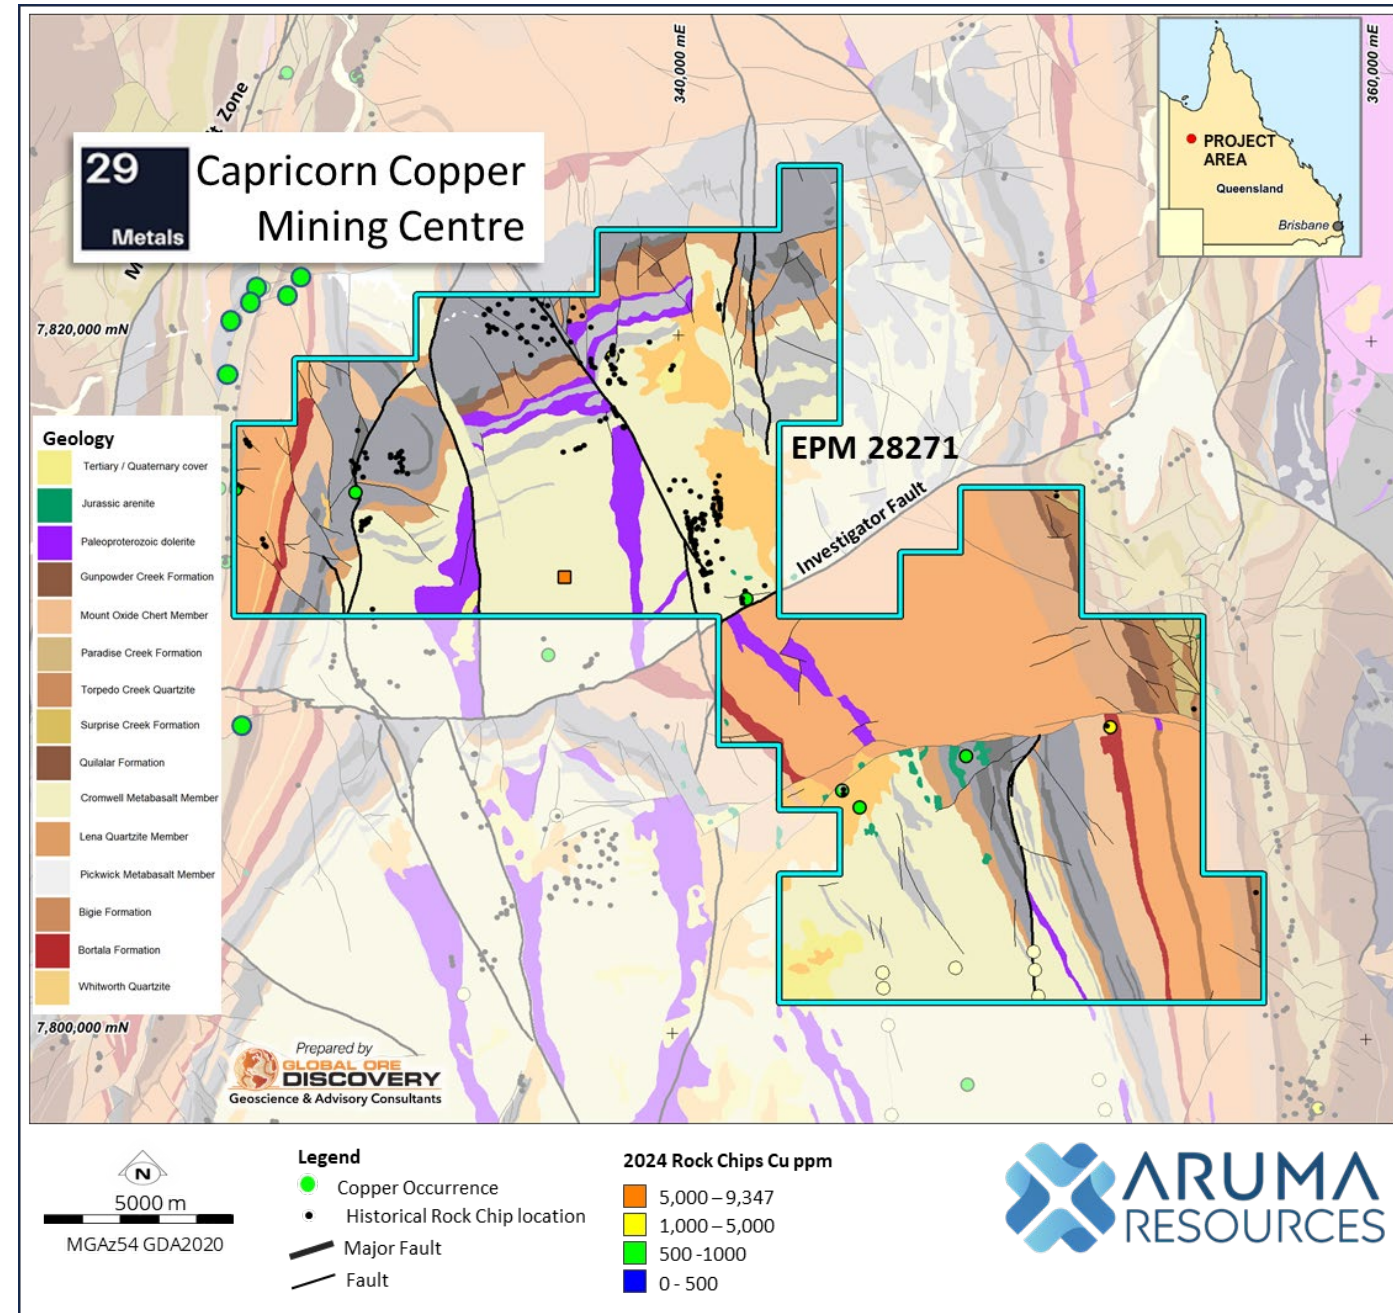 340,000 mE
360,000 mE
Zone
29
Metals
Capricorn Copper
Mining Centre
PROJECT
AREA
Queensland
Brisbane
7,820,000 mN
EPM 28271
Investigator Fault
Geology
Tertiary / Quaternary cover
Jurassic arenite
Paleoproterozoic dolerite
Gunpowder Creek Formation
Mount Oxide Chert Member
Paradise Creek Formation
Torpedo Creek Quartzite
Surprise Creek Formation
Quilalar Formation
Cromwell Metabasalt Member
Lena Quartzite Member
Pickwick Metabasalt Member
Bigie Formation
Bortala Formation
Whitworth Quartzite
7,800,000 mN
Prepared by
GLOBAL ORE
DISCOVERY
Geoscience & Advisory Consultants
N
5000 m
MGAz54 GDA2020
Legend
Copper Occurrence
Historical Rock Chip location
Major Fault
Fault
2024 Rock Chips Cu ppm
5,000 – 9,347
1,000 – 5,000
500 -1000
0 - 500
ARUMA
RESOURCES